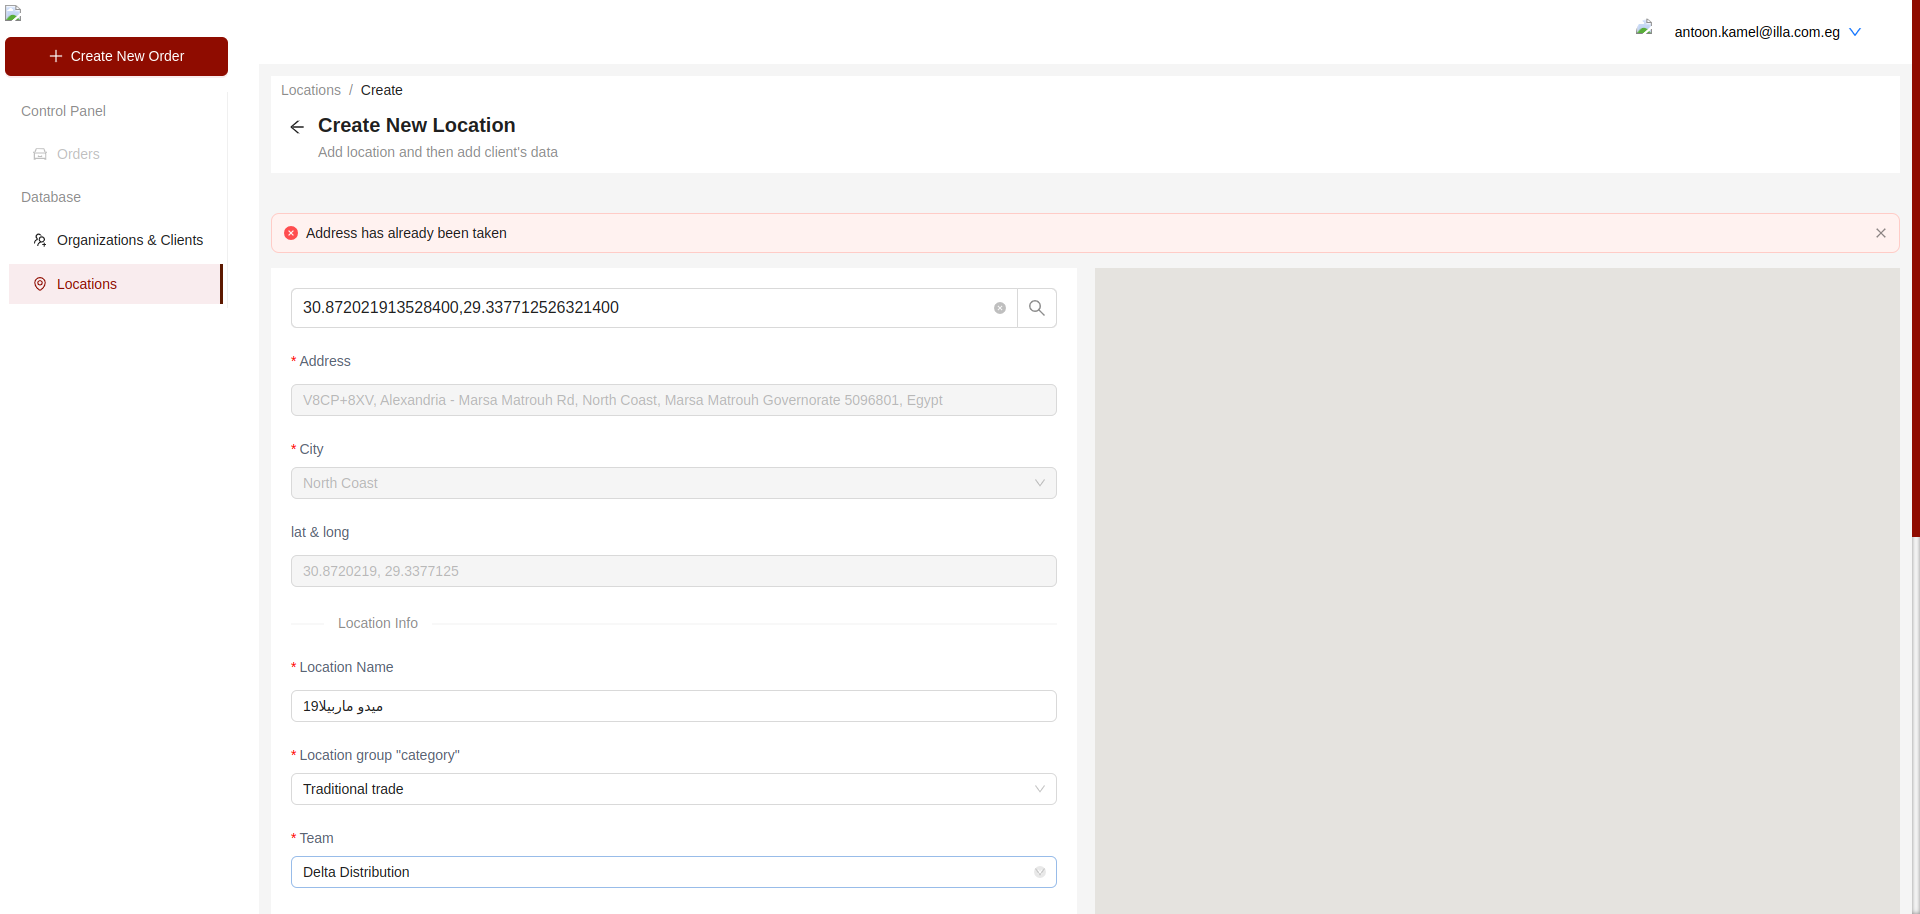 antoon.kamel@illa.com.eg
Create New Order
Control Panel
Orders
Database
Organizations & Clients
Locations
Locations / Create
Create New Location
Add location and then add client's data
Address has already been taken
30.872021913528400,29.337712526321400
* Address
V8CP+8XV, Alexandria - Marsa Matrouh Rd, North Coast, Marsa Matrouh Governorate 5096801, Egypt
* City
North Coast
lat & long
30.8720219, 29.3377125
Location Info
* Location Name
ميدو ماربيلا19
* Location group "category"
Traditional trade
* Team
Delta Distribution